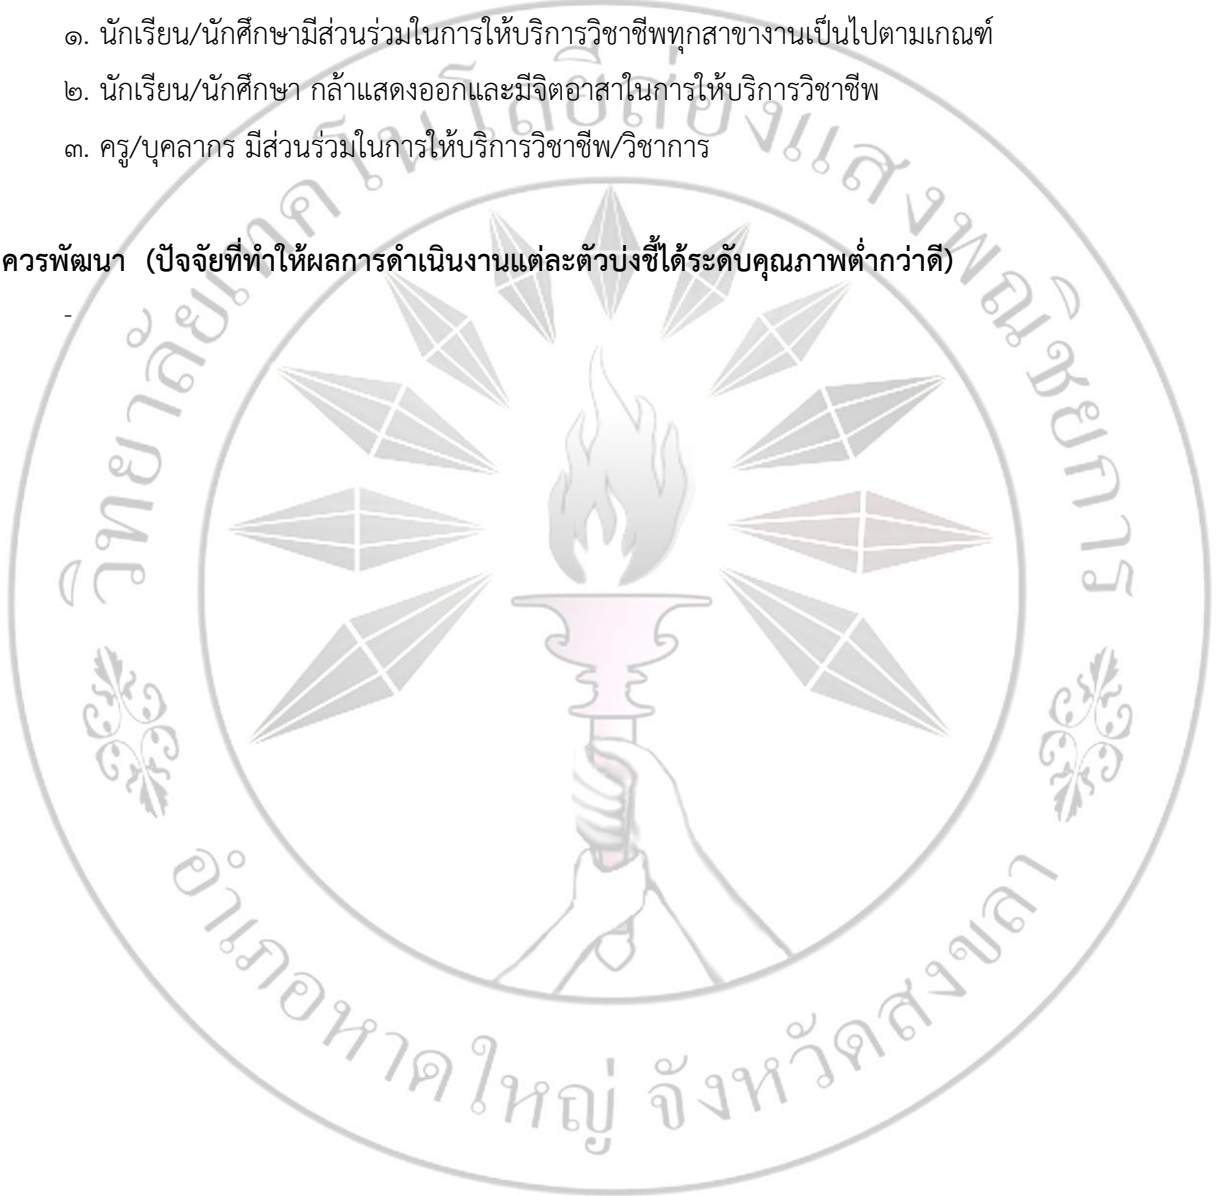 ๑. นักเรียน/นักศึกษามีส่วนร่วมในการให้บริการวิชาชีพทุกสาขางานเป็นไปตามเกณฑ์
๒. นักเรียน/นักศึกษา กล้าแสดงออกและมีจิตอาสาในการให้บริการวิชาชีพ
๓. ครู/บุคลากร มีส่วนร่วมในการให้บริการวิชาชีพ/วิชาการ
ควรพัฒนา (ปัจจัยที่ทำให้ผลการดำเนินงานแต่ละตัวบ่งชี้ได้ระดับคุณภาพต่ำกว่าดี)
-
วิทยาลัยเทคโนโลยีส่องแสงพณิชยการ
อำเภอหาดใหญ่ จังหวัดสงขลา